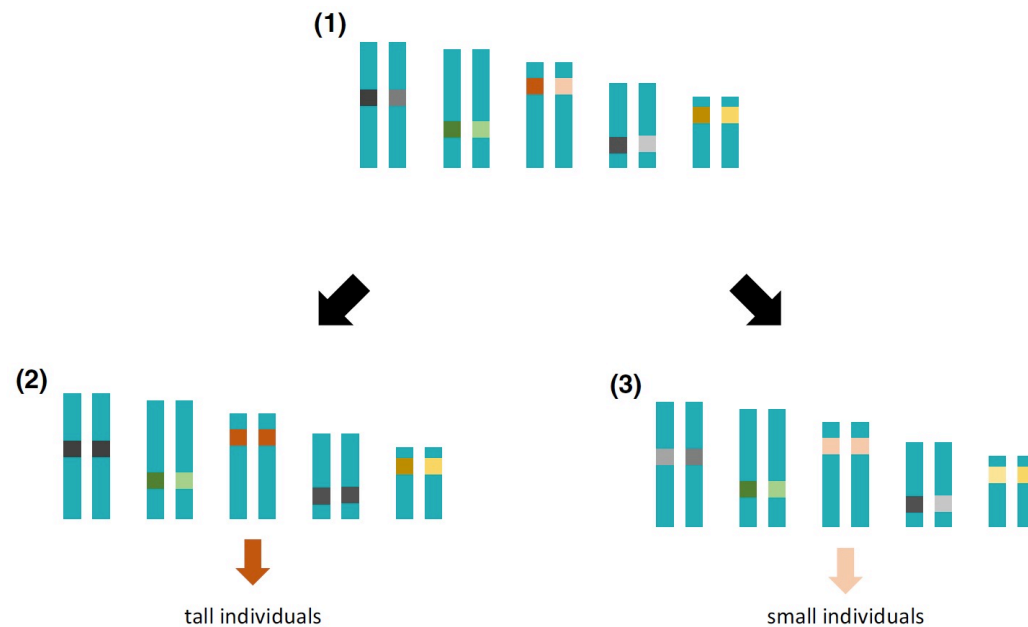 (1)
(2)
(3)
tall individuals
small individuals